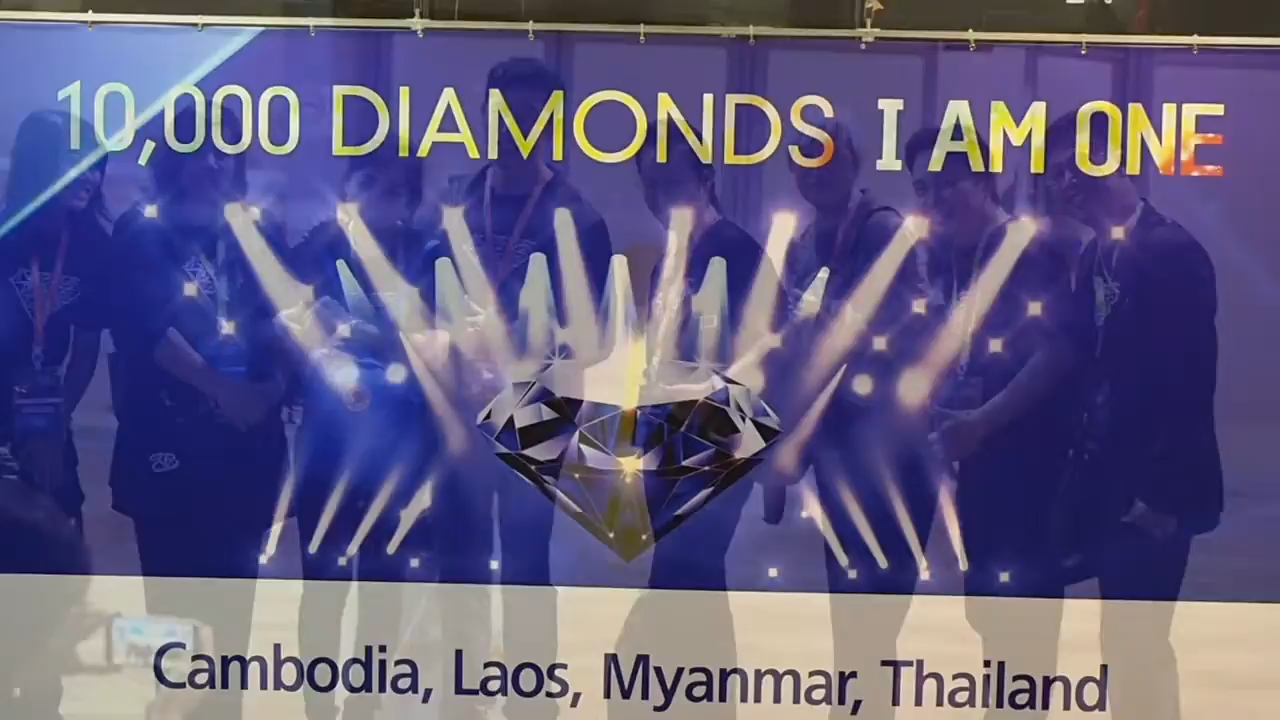 10,000 DIAMONDS I AM ONE
Cambodia, Laos, Myanmar, Thailand